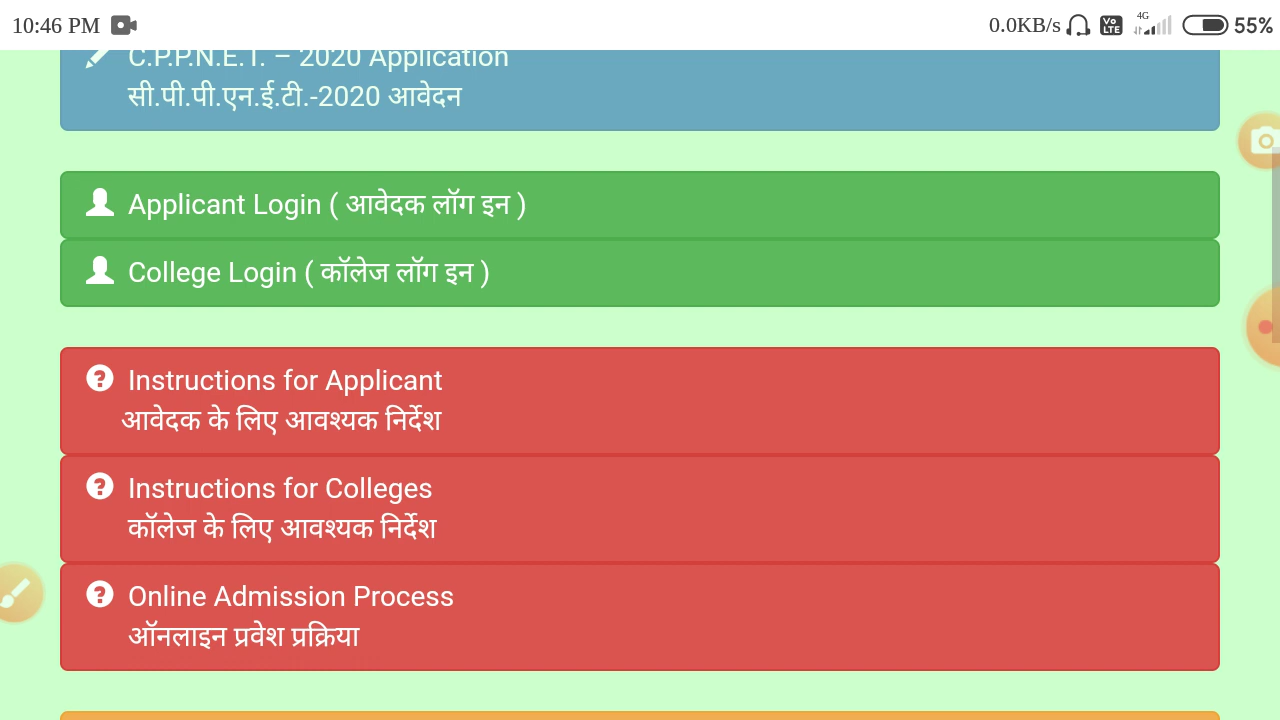 10:46 PM
0.0KB/s
Vo LTE
4G
55%
C.P.P.N.E.T. – 2020 Application
सी.पी.पी.एन.ई.टी.-2020 आवेदन
Applicant Login ( आवेदक लॉग इन )
College Login ( कॉलेज लॉग इन )
Instructions for Applicant
आवेदक के लिए आवश्यक निर्देश
Instructions for Colleges
कॉलेज के लिए आवश्यक निर्देश
Online Admission Process
ऑनलाइन प्रवेश प्रक्रिया